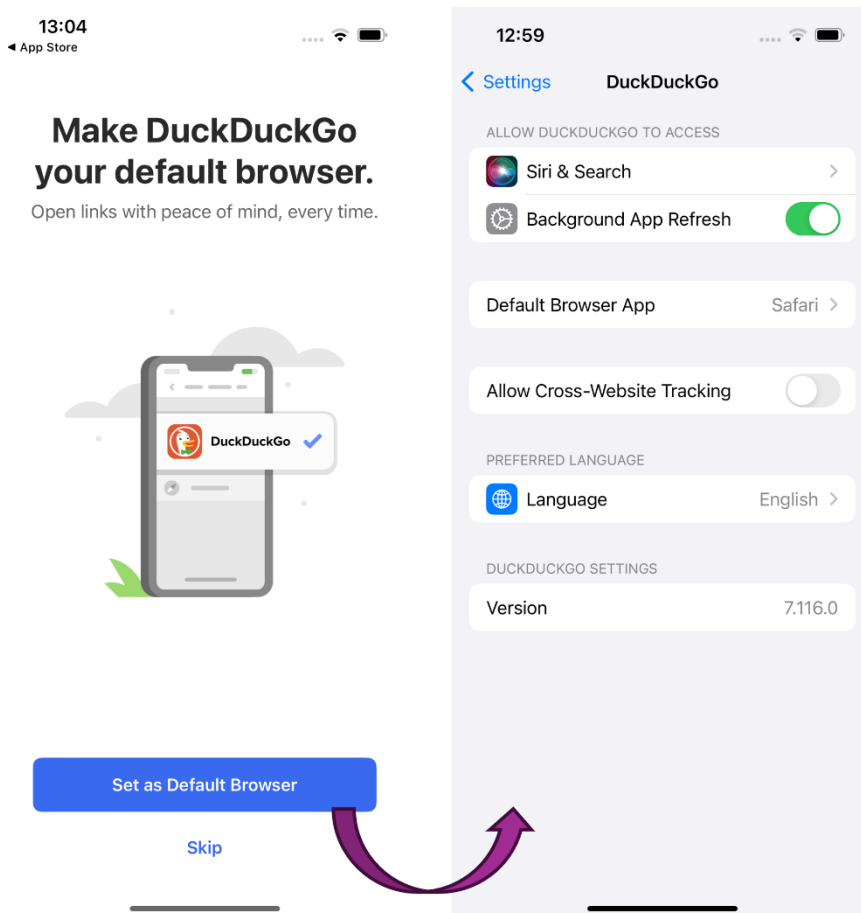 13:04
App Store
Make DuckDuckGo
your default browser.
Open links with peace of mind, every time.
DuckDuckGo
Set as Default Browser
Skip
12:59
Settings
DuckDuckGo
ALLOW DUCKDUCKGO TO ACCESS
Siri & Search
Background App Refresh
Default Browser App
Safari
Allow Cross-Website Tracking
PREFERRED LANGUAGE
Language
English
DUCKDUCKGO SETTINGS
Version
7.116.0